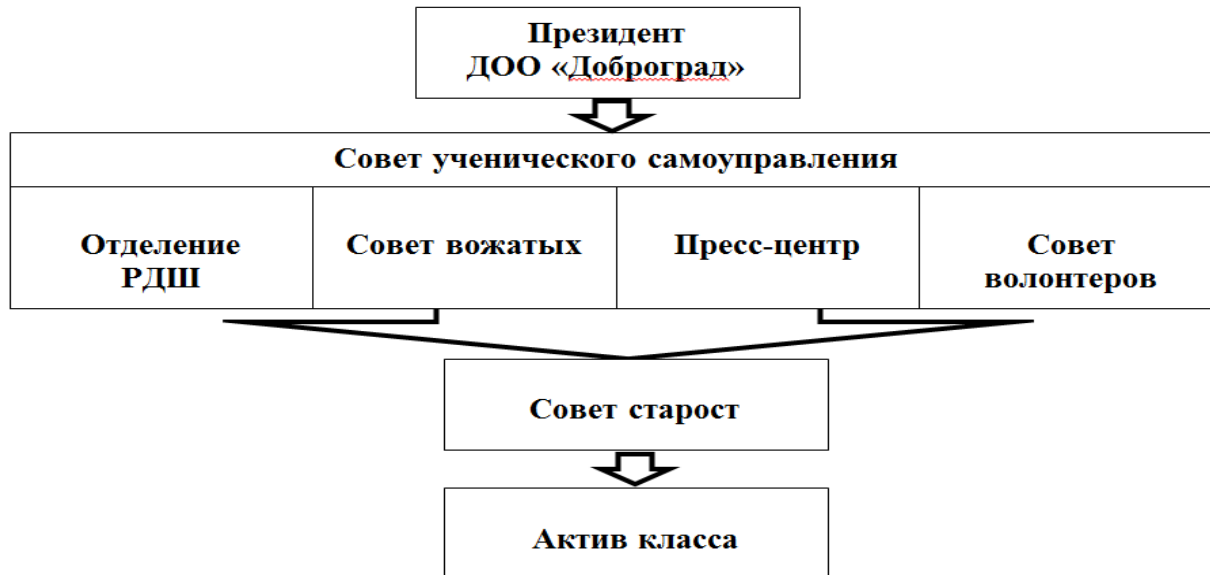 Президент
ДОО «Доброград»
Совет ученического самоуправления
Отделение
РДШ
Совет вожатых
Пресс-центр
Совет
волонтеров
Совет старост
Актив класса